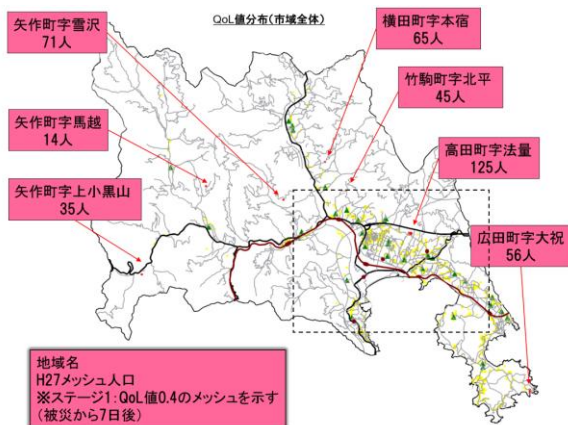 QoL値分布(市域全体)
矢作町字雪沢
71人
横田町字本宿
65人
竹駒町字北平
45人
矢作町字馬越
14人
高田町字法量
125人
矢作町字上小黒山
35人
広田町字大祝
56人
地域名
H27メッシュ人口
※ステージ1:QoL値0.4のメッシュを示す
(被災から7日後)